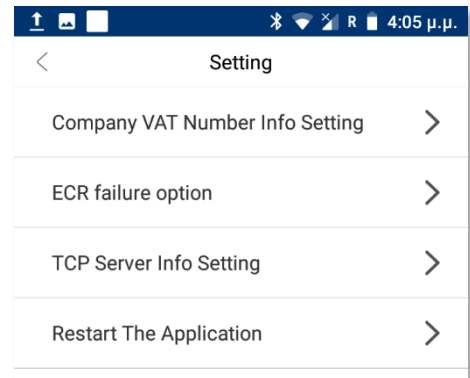 R 4:05 μ.μ.
Setting
Company VAT Number Info Setting
ECR failure option
TCP Server Info Setting
Restart The Application